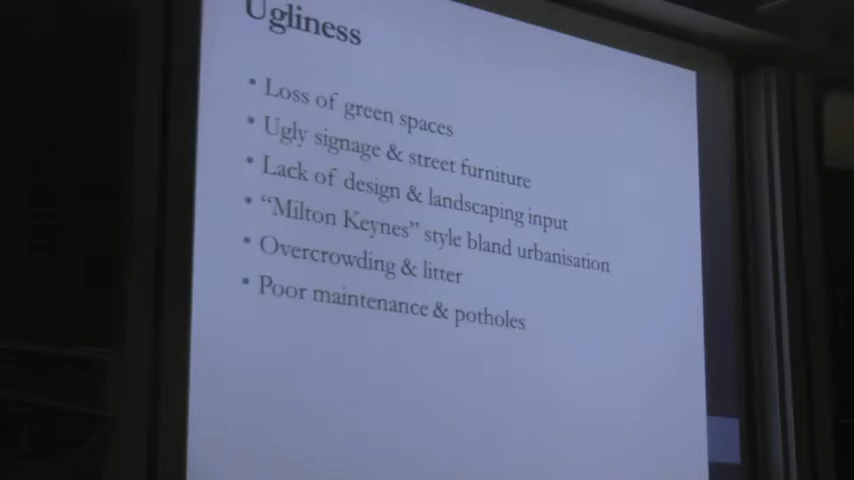 Ugliness
• Loss of green spaces
• Ugly signage & street furniture
• Lack of design & landscaping input
• “Milton Keynes” style bland urbanisation
• Overcrowding & litter
• Poor maintenance & potholes